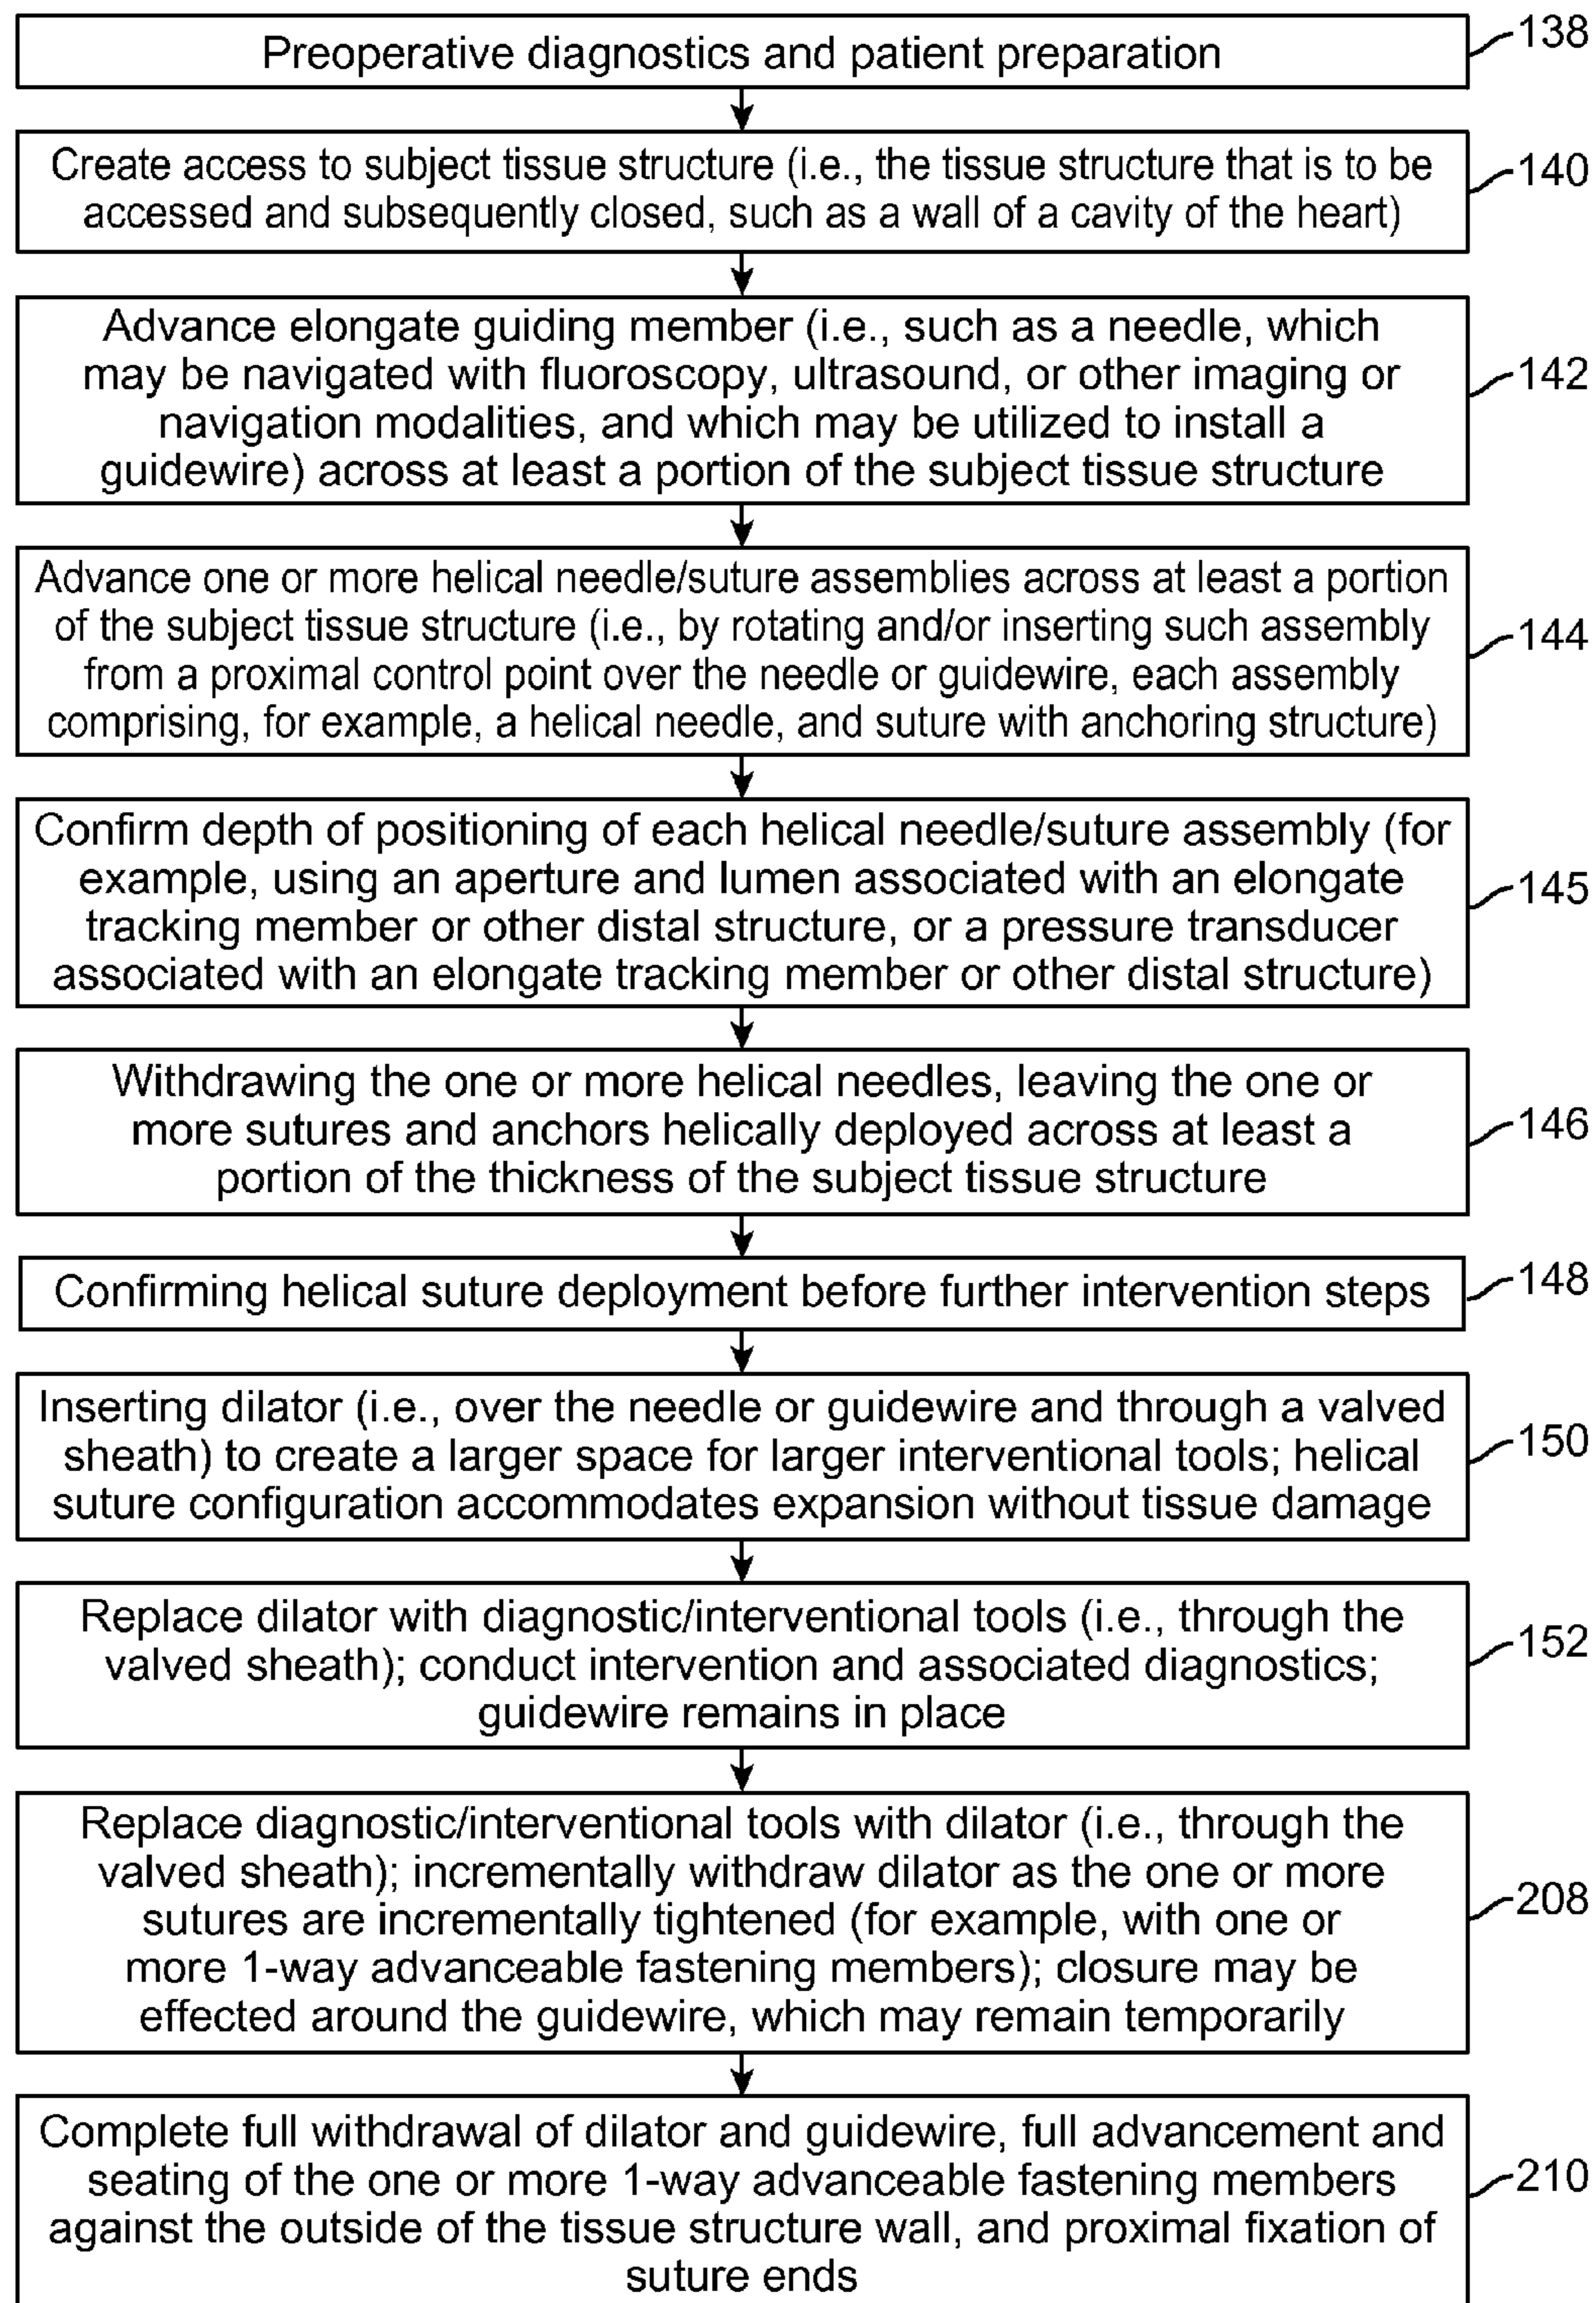 Preoperative diagnostics and patient preparation
138
Create access to subject tissue structure (i.e., the tissue structure that is to be
accessed and subsequently closed, such as a wall of a cavity of the heart)
140
Advance elongate guiding member (i.e., such as a needle, which
may be navigated with fluoroscopy, ultrasound, or other imaging or
navigation modalities, and which may be utilized to install a
guidewire) across at least a portion of the subject tissue structure
142
Advance one or more helical needle/suture assemblies across at least a portion
of the subject tissue structure (i.e., by rotating and/or inserting such assembly
from a proximal control point over the needle or guidewire, each assembly
comprising, for example, a helical needle, and suture with anchoring structure)
144
Confirm depth of positioning of each helical needle/suture assembly (for
example, using an aperture and lumen associated with an elongate
tracking member or other distal structure, or a pressure transducer
associated with an elongate tracking member or other distal structure)
145
Withdrawing the one or more helical needles, leaving the one or
more sutures and anchors helically deployed across at least a
portion of the thickness of the subject tissue structure
146
Confirming helical suture deployment before further intervention steps
148
Inserting dilator (i.e., over the needle or guidewire and through a valved
sheath) to create a larger space for larger interventional tools; helical
suture configuration accommodates expansion without tissue damage
150
Replace dilator with diagnostic/interventional tools (i.e., through the
valved sheath); conduct intervention and associated diagnostics;
guidewire remains in place
152
Replace diagnostic/interventional tools with dilator (i.e., through the
valved sheath); incrementally withdraw dilator as the one or more
sutures are incrementally tightened (for example, with one or
more 1-way advanceable fastening members); closure may be
effected around the guidewire, which may remain temporarily
208
Complete full withdrawal of dilator and guidewire, full advancement and
seating of the one or more 1-way advanceable fastening members
against the outside of the tissue structure wall, and proximal fixation of
suture ends
210